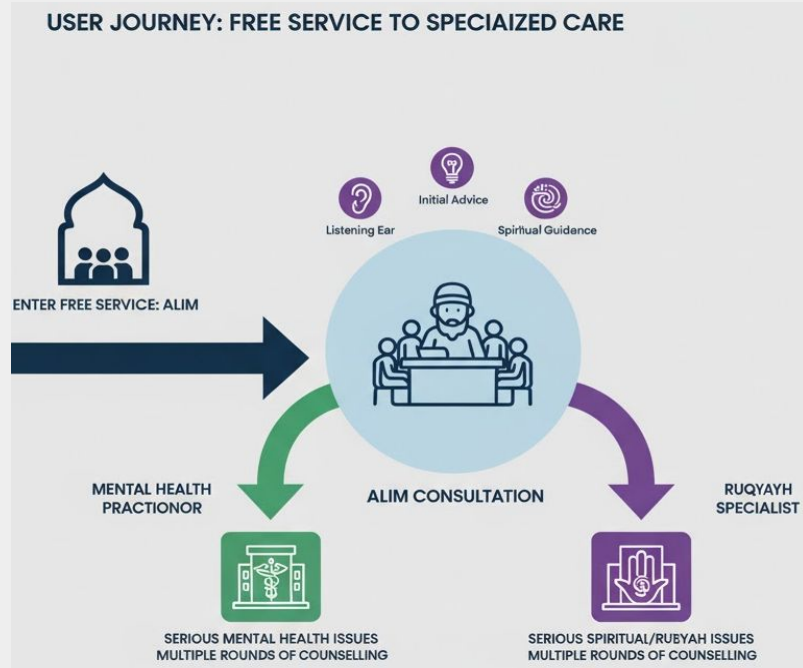 USER JOURNEY: FREE SERVICE TO SPECIAIZED CARE
Initial Advice
Listening Ear
Spiritual Guidance
ENTER FREE SERVICE: ALIM
MENTAL HEALTH
PRACTIONOR
ALIM CONSULTATION
RUQYAYH
SPECIALIST
SERIOUS MENTAL HEALTH ISSUES
MULTIPLE ROUNDS OF COUNSELLING
SERIOUS SPIRITUAL/RUBYAH ISSUES
MULTIPLE ROUNDS OF COUNSELLING